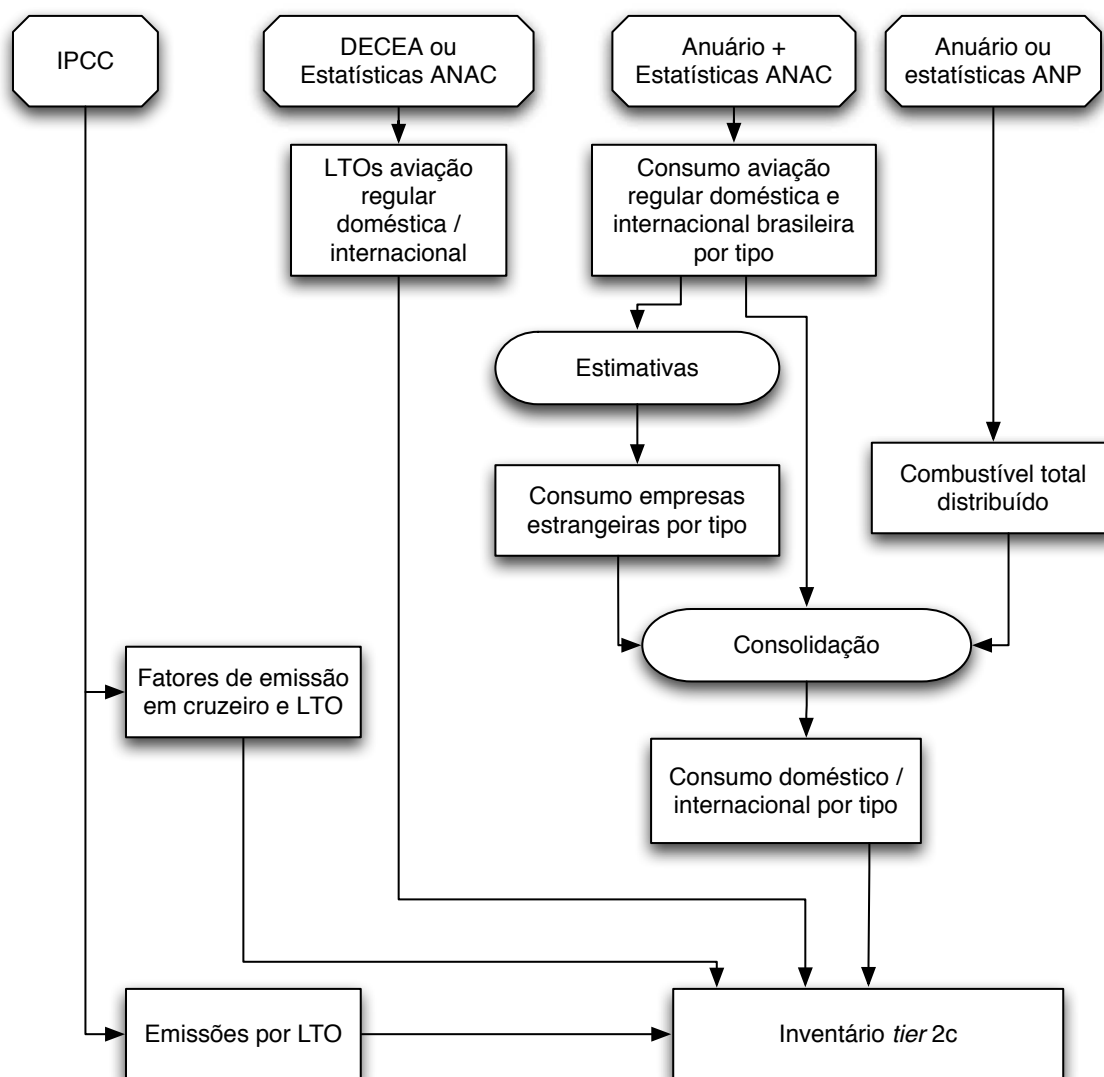 IPCC
DECEA ou
Estatísticas ANAC
Anuário +
Estatísticas ANAC
Anuário ou
estatísticas ANP
LTOs aviação
regular
doméstica /
internacional
Consumo aviação
regular doméstica e
internacional brasileira
por tipo
Estimativas
Consumo empresas
estrangeiras por tipo
Combustível total
distribuído
Consolidação
Fatores de emissão
em cruzeiro e LTO
Consumo doméstico /
internacional por tipo
Emissões por LTO
Inventário tier 2c